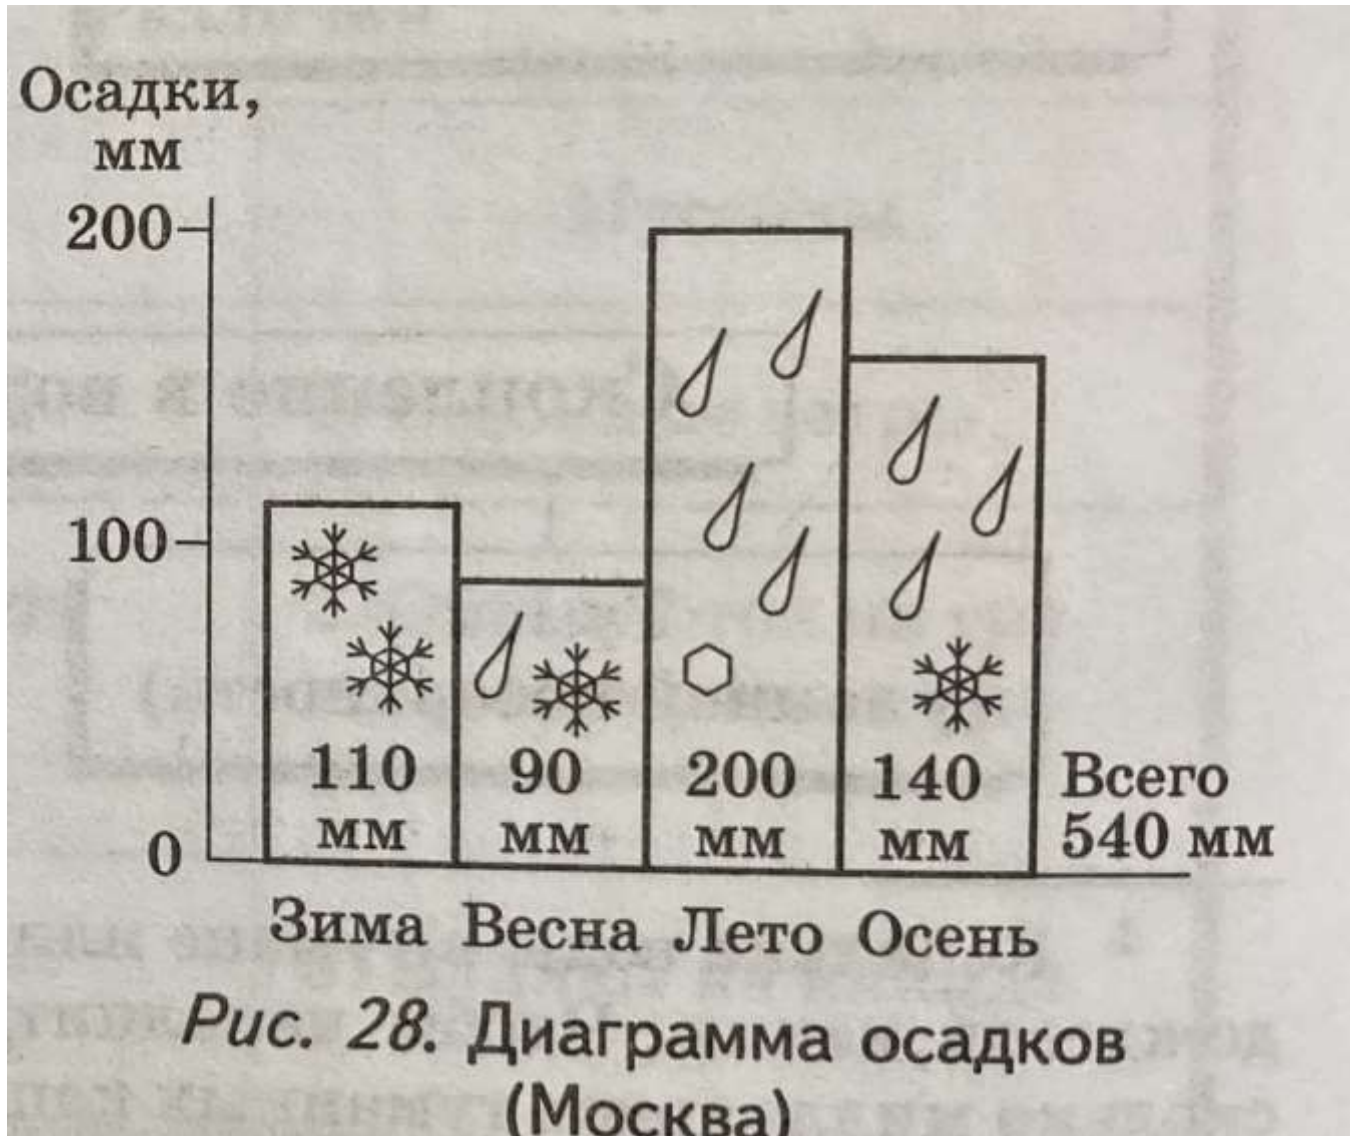 Осадки,
мм
200
100
0
110
мм
90
мм
200
мм
140
мм
Всего
540 мм
Зима Весна Лето Осень
Рис. 28. Диаграмма осадков
(Москва)